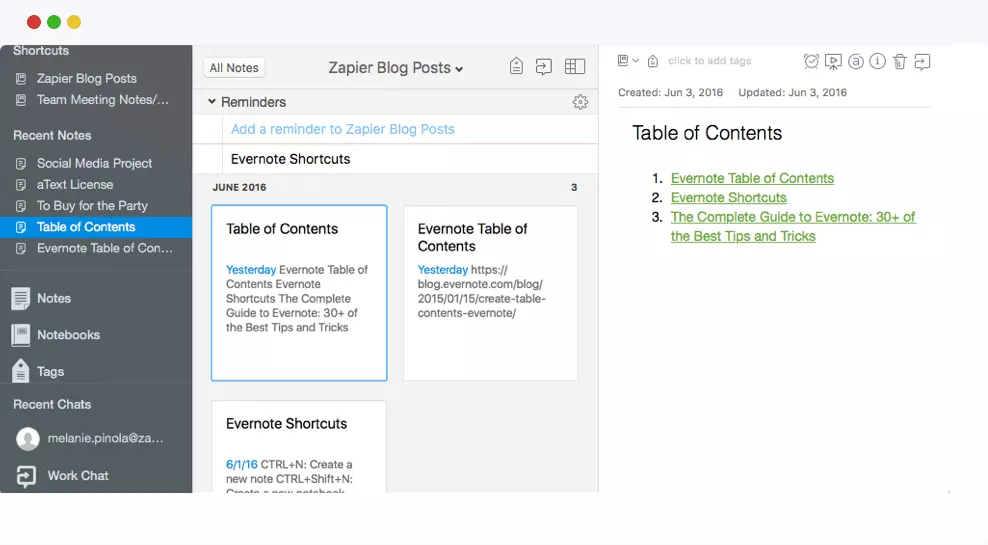 Shortcuts
Zapier Blog Posts
Team Meeting Notes/...
Recent Notes
Social Media Project
aText License
To Buy for the Party
Table of Contents
Evernote Table of Con...
Notes
Notebooks
Tags
Recent Chats
melanie.pinola@za...
Work Chat
All Notes
Zapier Blog Posts
Reminders
Add a reminder to Zapier Blog Posts
Evernote Shortcuts
JUNE 2016 3
Table of Contents
Yesterday Evernote Table of
Contents Evernote
Shortcuts The Complete
Guide to Evernote: 30+ of
the Best Tips and Tricks
Evernote Table of
Contents
Yesterday https://
blog.evernote.com/blog/
2015/01/15/create-table-
contents-evernote/
Evernote Shortcuts
6/1/16 CTRL+N: Create a
new note CTRL+Shift+N:
Create a new notebook
click to add tags
Created: Jun 3, 2016 Updated: Jun 3, 2016
Table of Contents
1. Evernote Table of Contents
2. Evernote Shortcuts
3. The Complete Guide to Evernote: 30+ of
the Best Tips and Tricks